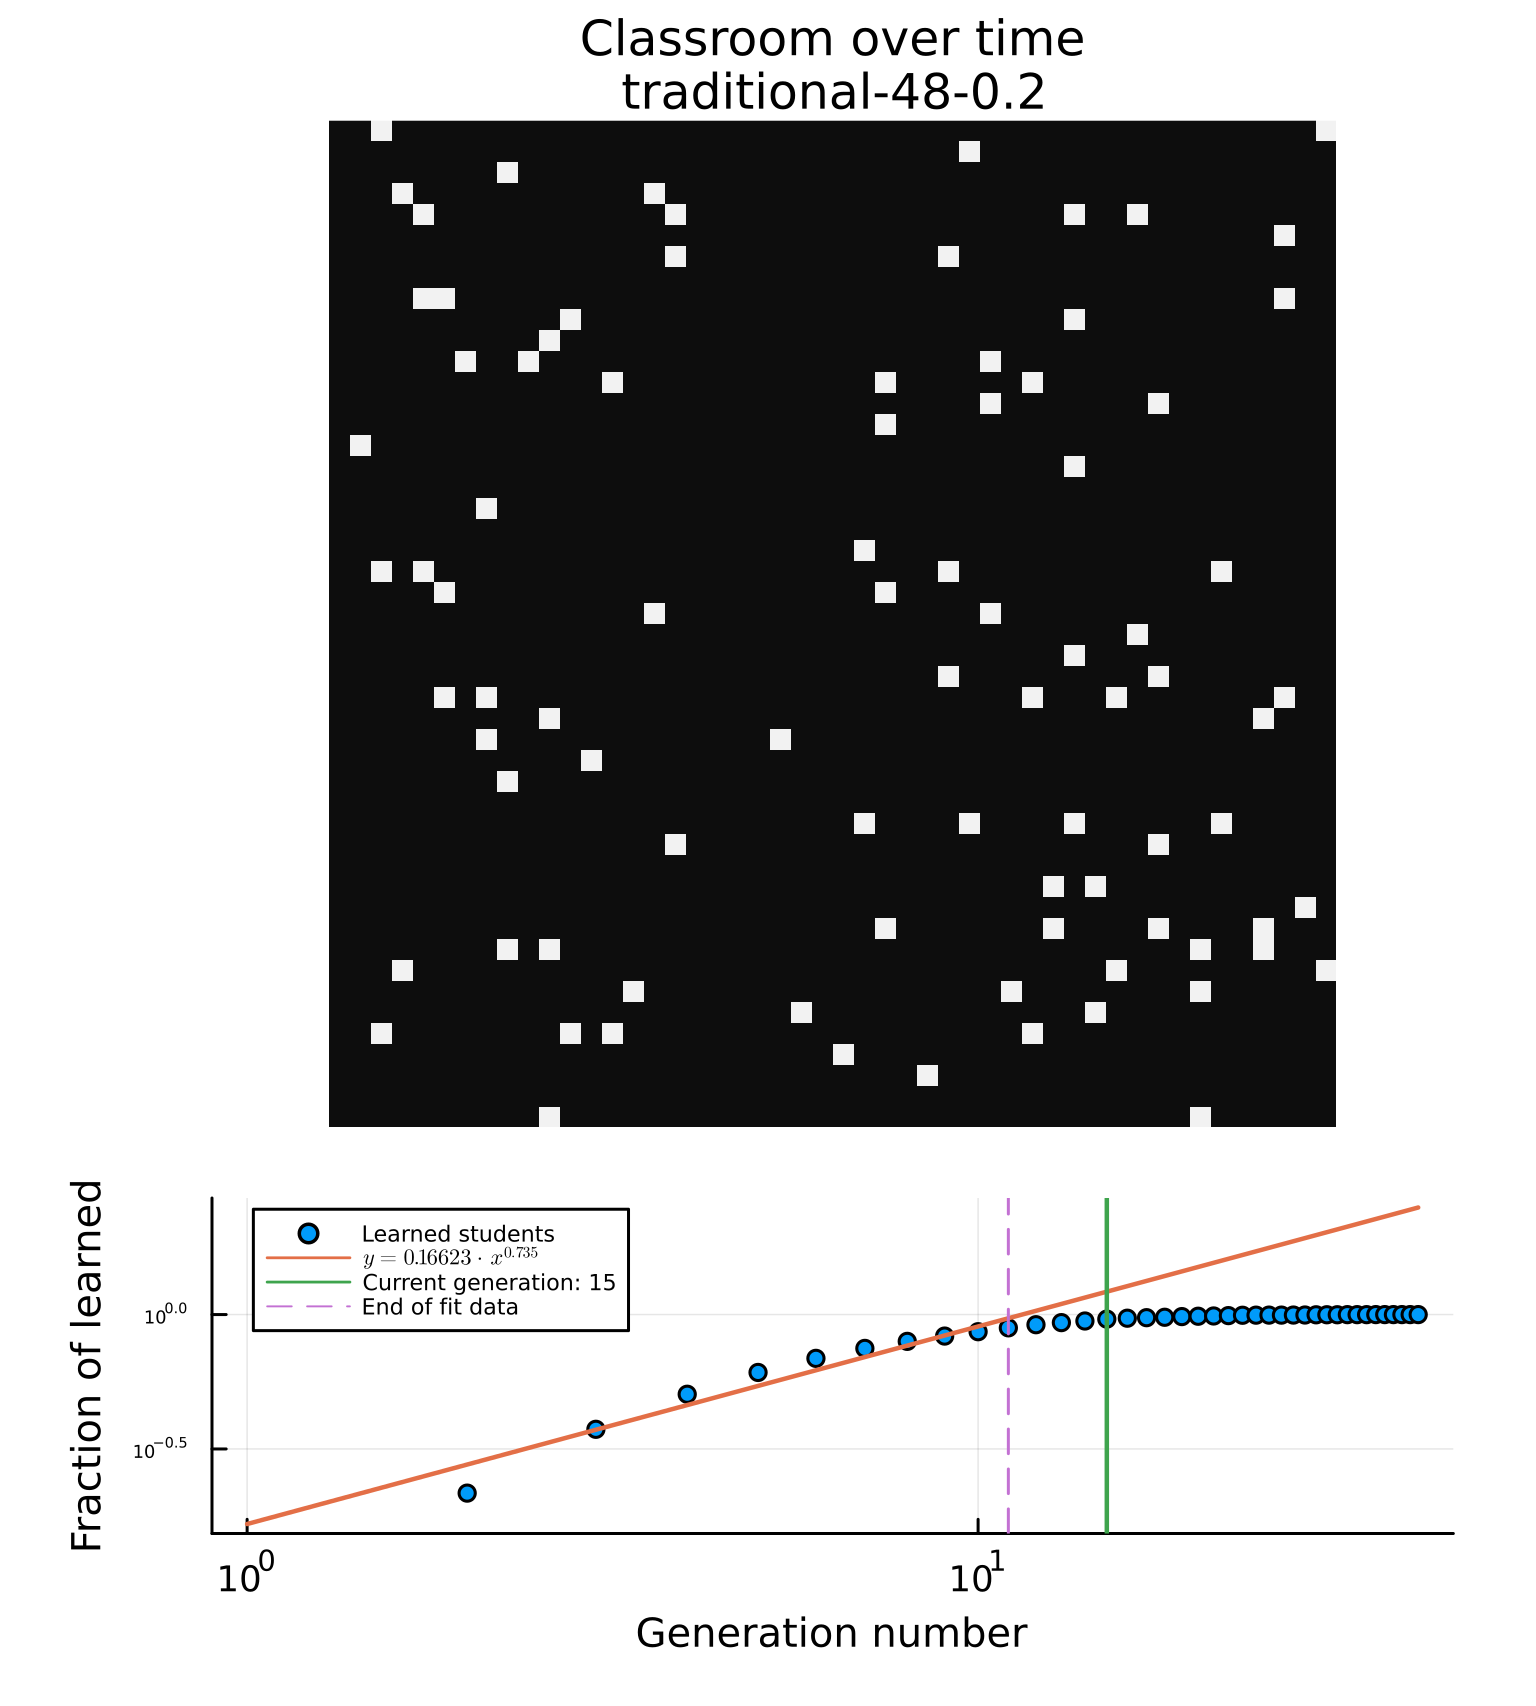 Classroom over time
traditional-48-0.2
Fraction of learned
Learned students
y = 0.16623 · x^0.735
Current generation: 15
End of fit data
10^0.0
10^−0.5
10^0
10^1
Generation number